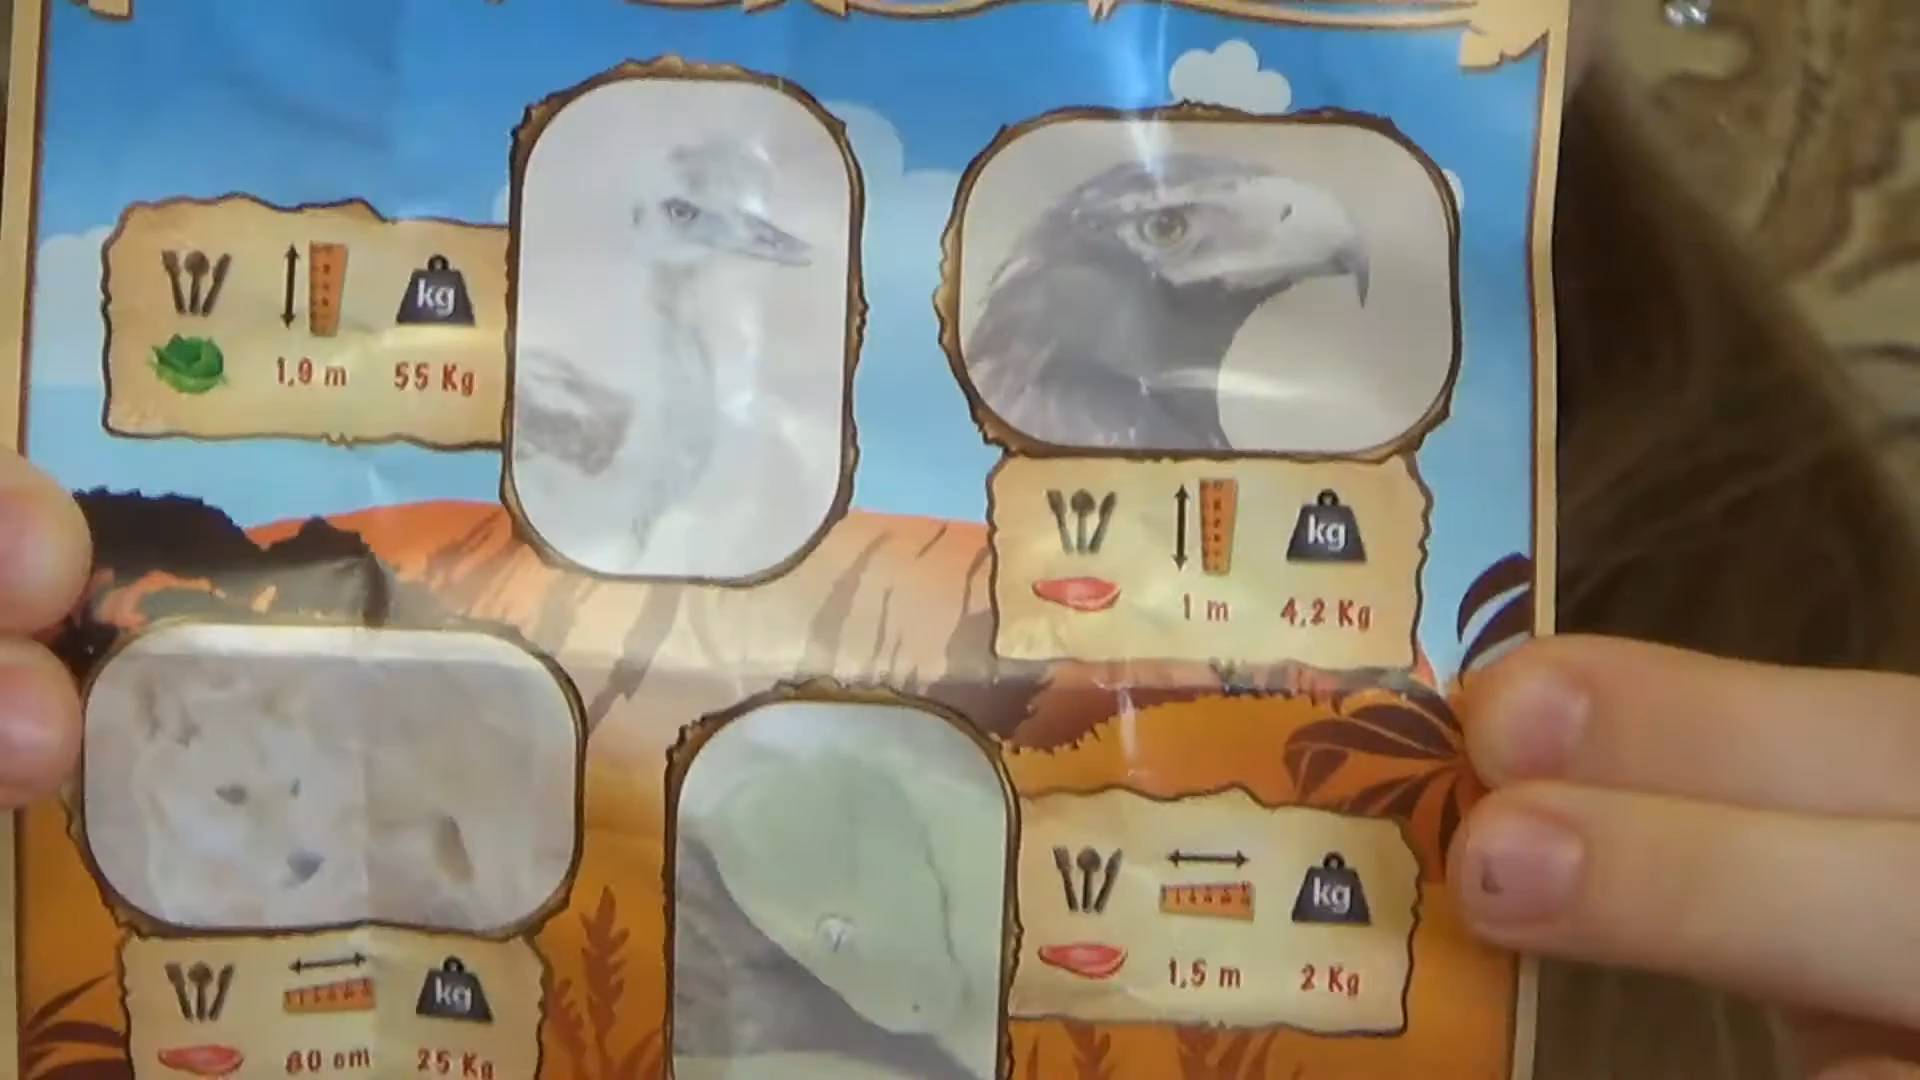 kg
1,9 m 55 Kg
kg
1 m 4,2 Kg
kg
1,5 m 2 Kg
kg
80 cm 25 Kg